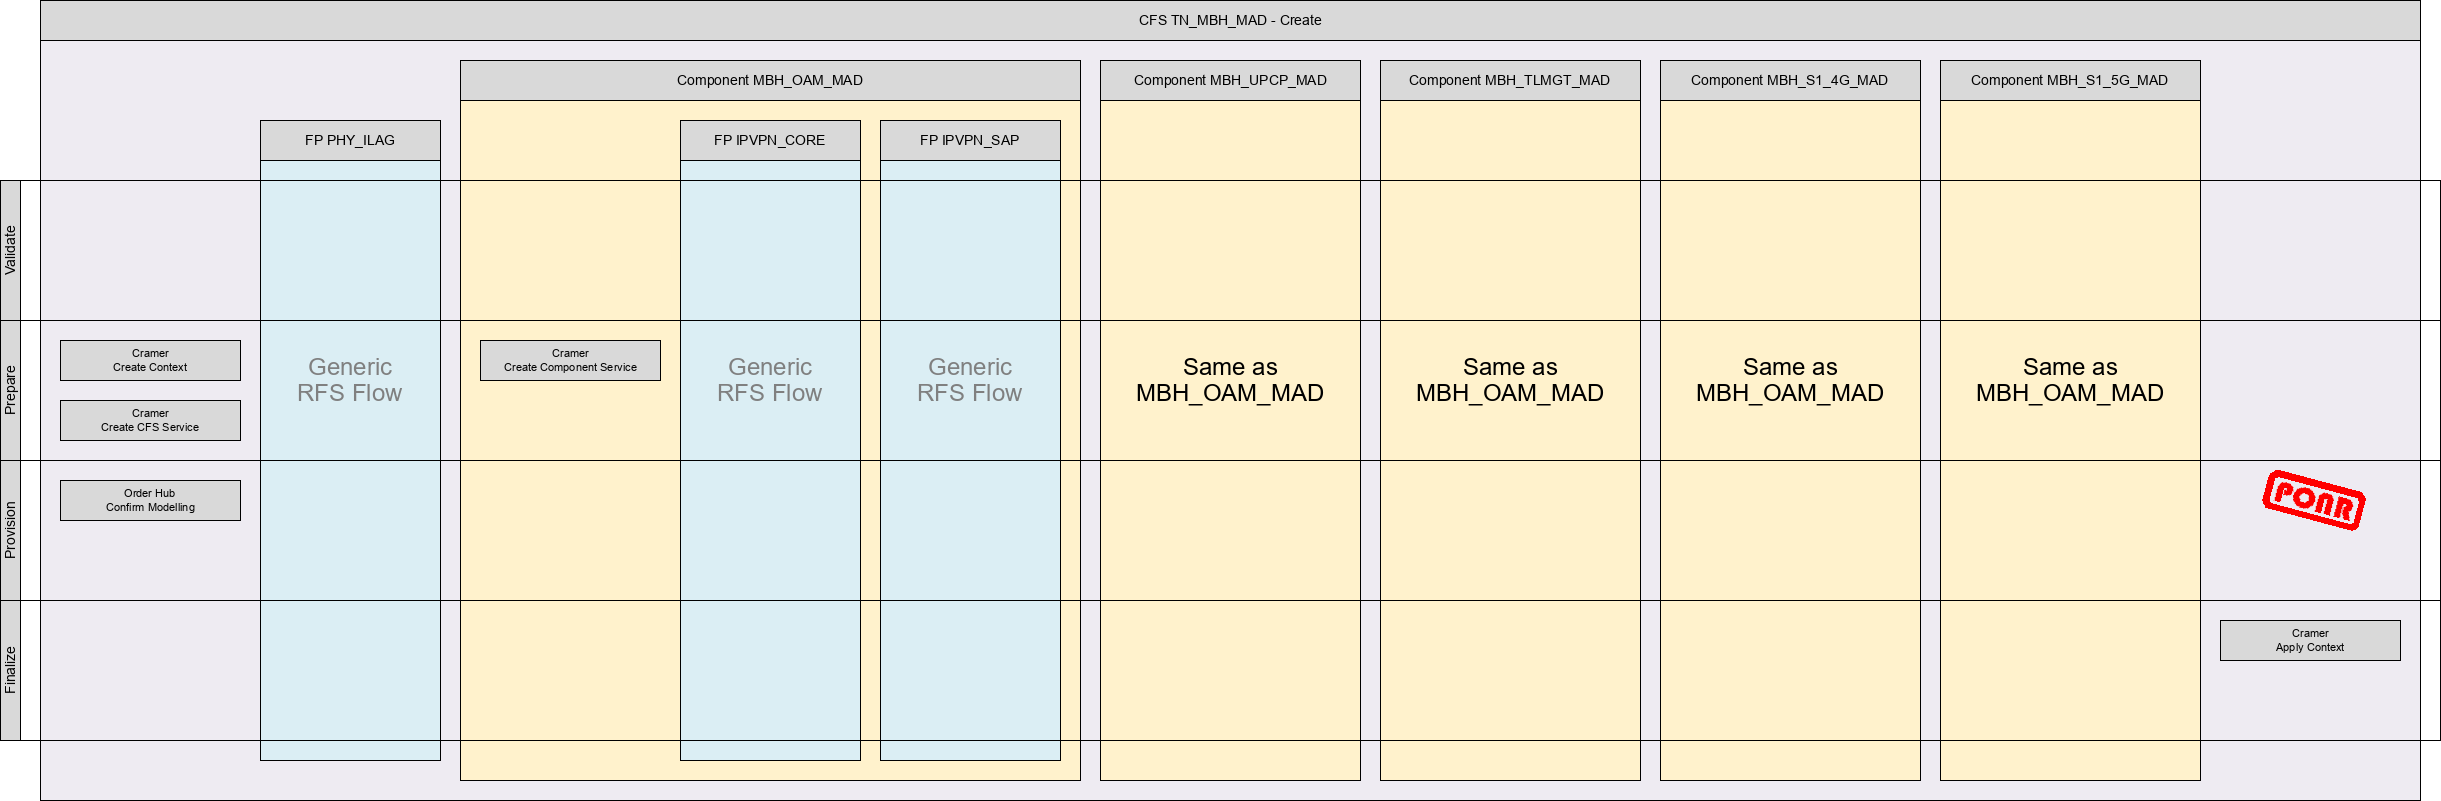 CFS TN_MBH_MAD - Create
Component MBH_OAM_MAD
Component MBH_UPCP_MAD
Component MBH_TLMGT_MAD
Component MBH_S1_4G_MAD
Component MBH_S1_5G_MAD
FP PHY_ILAG
FP IPVPN_CORE
FP IPVPN_SAP
Validate
Prepare
Cramer
Create Context
Cramer
Create CFS Service
Generic
RFS Flow
Cramer
Create Component Service
Generic
RFS Flow
Generic
RFS Flow
Same as
MBH_OAM_MAD
Same as
MBH_OAM_MAD
Same as
MBH_OAM_MAD
Same as
MBH_OAM_MAD
Provision
Order Hub
Confirm Modelling
PONR
Finalize
Cramer
Apply Context